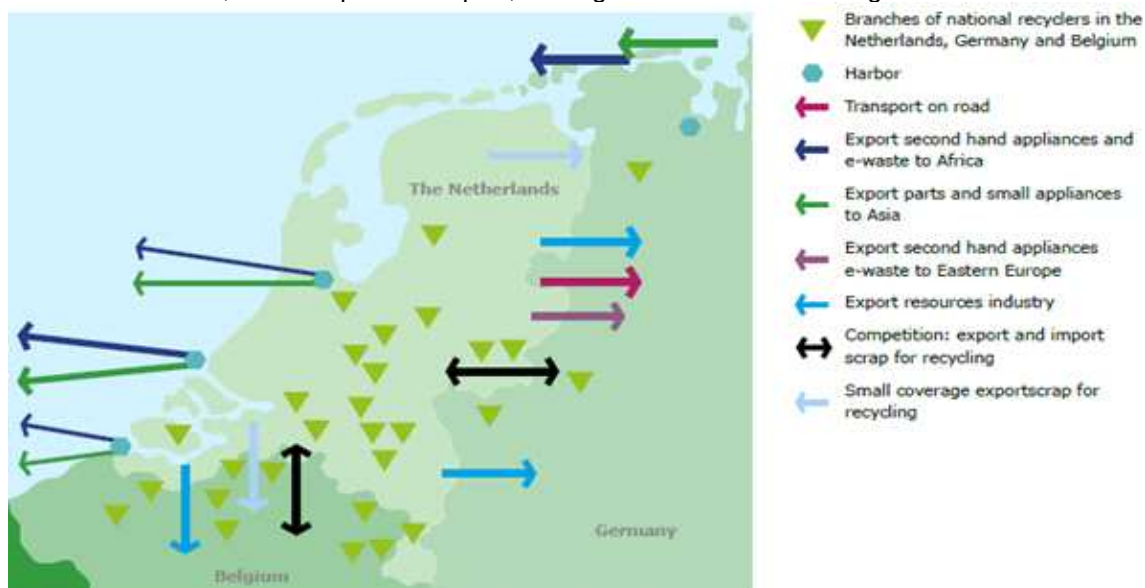 Branches of national recyclers in the
Netherlands, Germany and Belgium
Harbor
Transport on road
Export second hand appliances and
e-waste to Africa
Export parts and small appliances
to Asia
Export second hand appliances
e-waste to Eastern Europe
Export resources industry
Competition: export and import
scrap for recycling
Small coverage exportscrap for
recycling
The Netherlands
Germany
Belgium